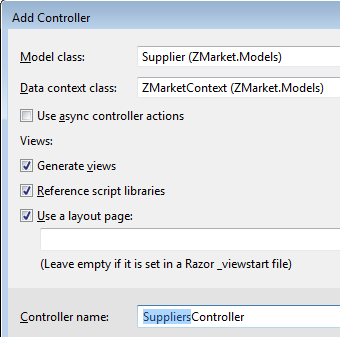 Add Controller
Model class: Supplier (ZMarket.Models)
Data context class: ZMarketContext (ZMarket.Models)
Use async controller actions
Views:
Generate views
Reference script libraries
Use a layout page:
(Leave empty if it is set in a Razor _viewstart file)
Controller name: SuppliersController